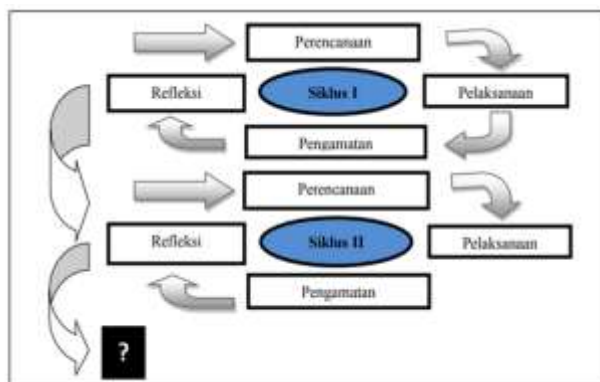 Perencanaan
Refleksi
Siklus I
Pelaksanaan
Pengamatan
Perencanaan
Refleksi
Siklus II
Pelaksanaan
Pengamatan
?